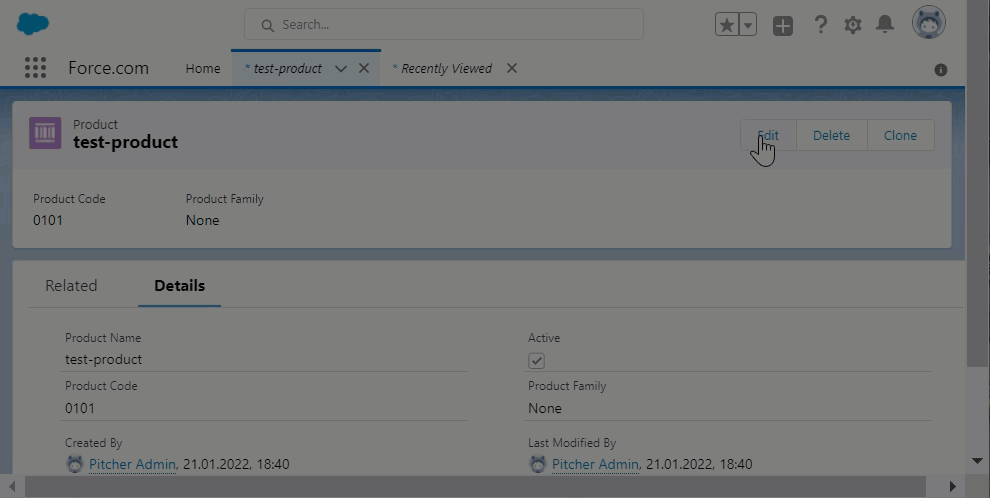 Search...
Force.com Home * test-product * Recently Viewed
Product
test-product
Edit Delete Clone
Product Code Product Family
0101 None
Related Details
Product Name Active
test-product
Product Code Product Family
0101 None
Created By Last Modified By
Pitcher Admin, 21.01.2022, 18:40 Pitcher Admin, 21.01.2022, 18:40